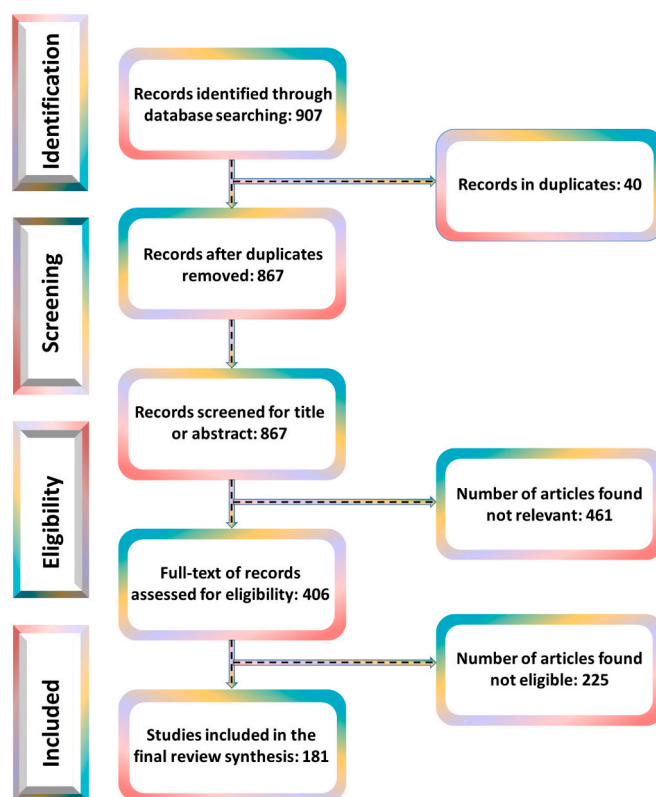 Identification
Records identified through
database searching: 907
Records in duplicates: 40
Screening
Records after duplicates
removed: 867
Records screened for title
or abstract: 867
Eligibility
Number of articles found
not relevant: 461
Full-text of records
assessed for eligibility: 406
Included
Number of articles found
not eligible: 225
Studies included in the
final review synthesis: 181